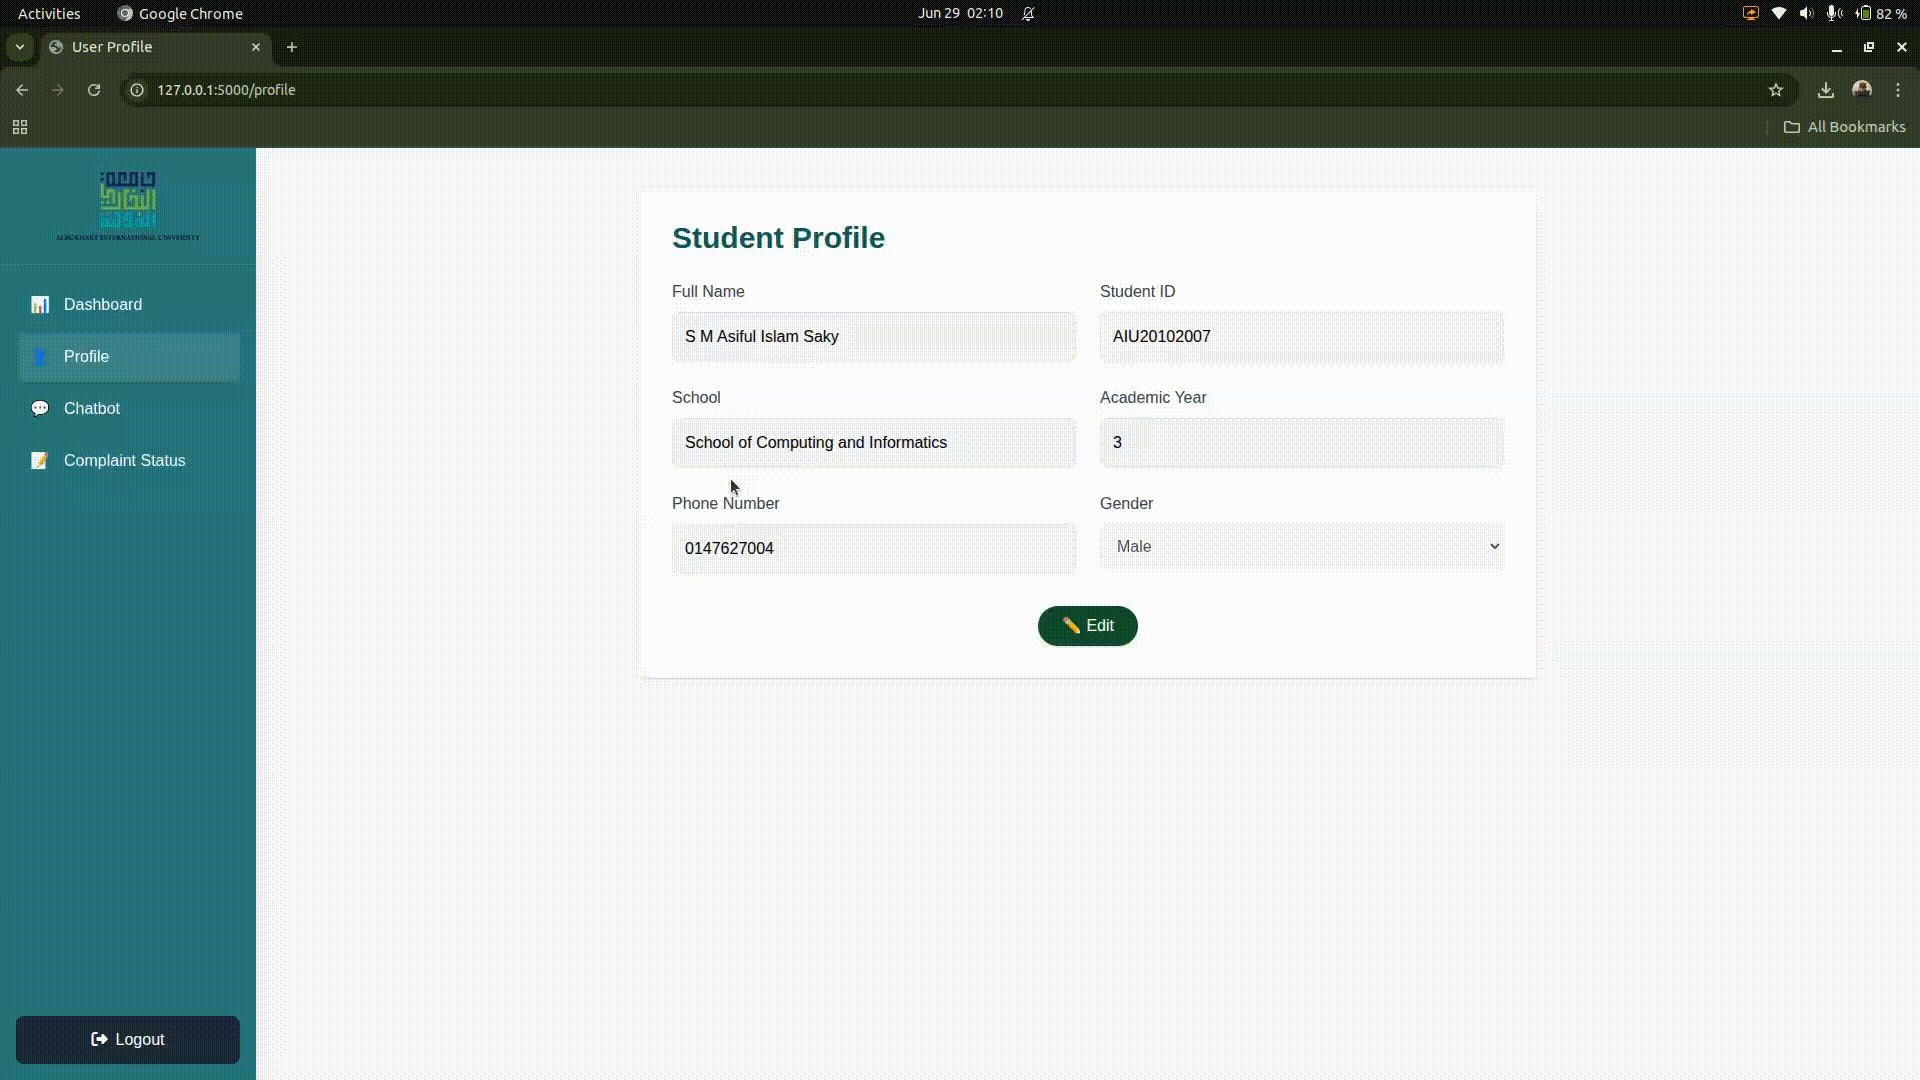 Activities Google Chrome Jun 29 02:10 82 %
User Profile
127.0.0.1:5000/profile
All Bookmarks
جامعة
البخاري
الدولية
ALBUKHARY INTERNATIONAL UNIVERSITY
Dashboard
Profile
Chatbot
Complaint Status
Logout
Student Profile
Full Name Student ID
S M Asiful Islam Saky AIU20102007
School Academic Year
School of Computing and Informatics 3
Phone Number Gender
0147627004 Male
Edit